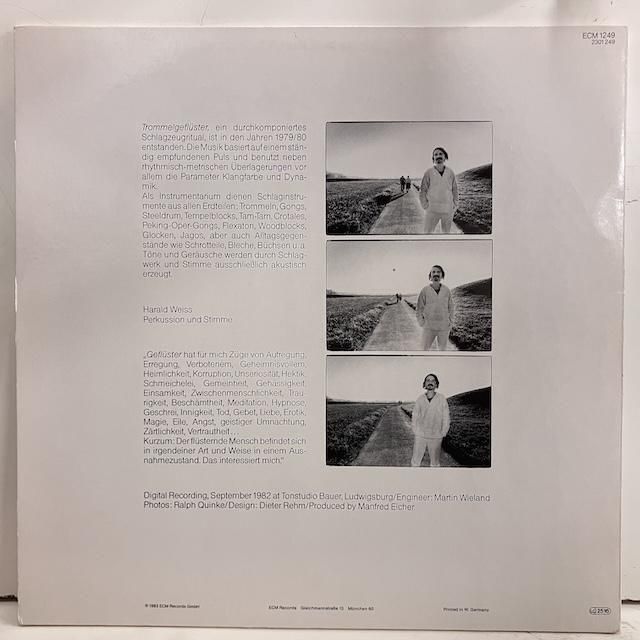 ECM 1249
2301 249
Trommelgeflüster, ein durchkomponiertes
Schlagzeugritual, ist in den Jahren 1979/80
entstanden. Die Musik basiert auf einem stän-
dig empfundenen Puls und benutzt neben
rhythmisch-metrischen Überlagerungen vor
allem die Parameter Klangfarbe und Dyna-
mik.
Als Instrumentarium dienen Schlaginstru-
mente aus allen Erdteilen: Trommeln, Gongs,
Steeldrum, Tempelblocks, Tam-Tam, Crotales,
Peking-Oper-Gongs, Flexaton, Woodblocks,
Glocken, Jagos, aber auch Alltagsgegen-
stände wie Schrotteile, Bleche, Büchsen u.a.
Töne und Geräusche werden durch Schlag-
werk und Stimme ausschließlich akustisch
erzeugt.
Harald Weiss
Perkussion und Stimme
„Geflüster hat für mich Züge von Aufregung,
Erregung, Verbotenem, Geheimnisvollem,
Heimlichkeit, Korruption, Unseriosität, Hektik,
Schmeichelei, Gemeinheit, Gehässigkeit,
Einsamkeit, Zwischenmenschlichkeit, Trau-
rigkeit, Beschämtheit, Meditation, Hypnose,
Geschrei, Innigkeit, Tod, Gebet, Liebe, Erotik,
Magie, Eile, Angst, geistiger Umnachtung,
Zärtlichkeit, Vertrautheit...
Kurzum: Der flüsternde Mensch befindet sich
in irgendeiner Art und Weise in einem Aus-
nahmezustand. Das interessiert mich.“
Digital Recording, September 1982 at Tonstudio Bauer, Ludwigsburg/Engineer: Martin Wieland
Photos: Ralph Quinke/Design: Dieter Rehm/Produced by Manfred Eicher
℗ 1983 ECM Records GmbH
ECM Records Gleichmannstraße 10 München 60
Printed in W. Germany